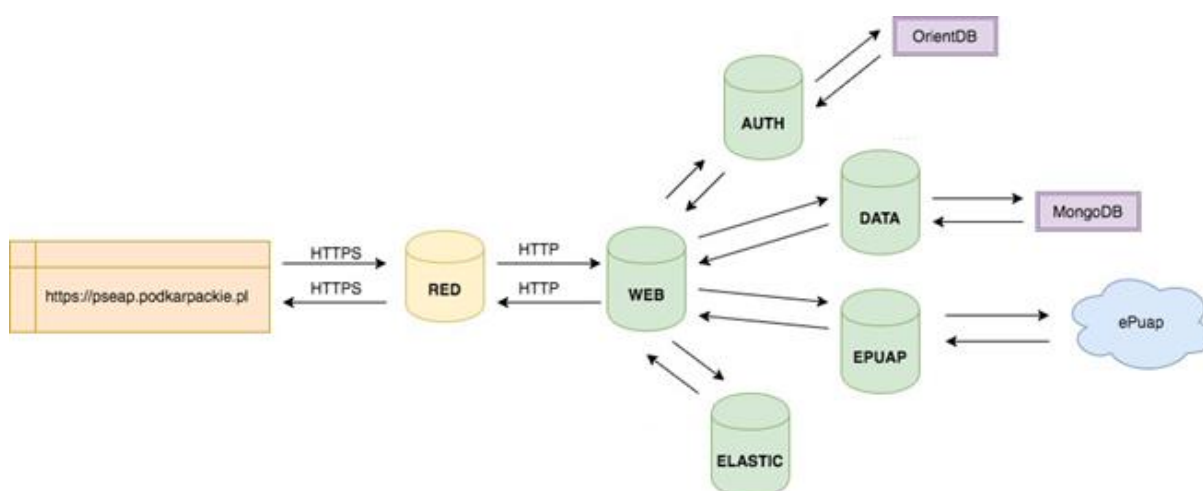 OrientDB
AUTH
DATA
MongoDB
HTTPS
HTTP
https://pseap.podkarpackie.pl
RED
WEB
HTTPS
HTTP
ePuap
EPUAP
ELASTIC